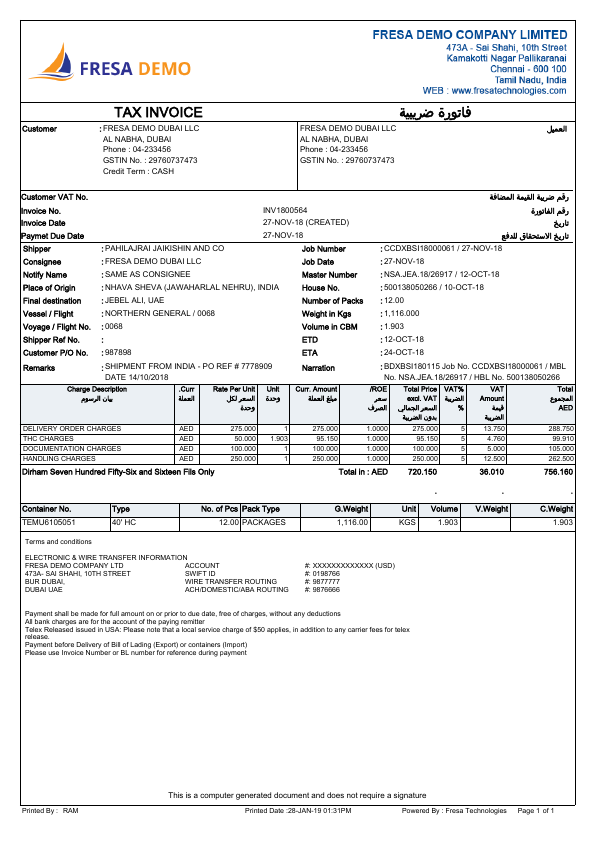 FRESA DEMO
FRESA DEMO COMPANY LIMITED
473A - Sai Shahi, 10th Street
Kamakotti Nagar Pallikaranai
Chennai - 600 100
Tamil Nadu, India
WEB : www.fresatechnologies.com
TAX INVOICE فاتورة ضريبية
Customer : FRESA DEMO DUBAI LLC FRESA DEMO DUBAI LLC العميل
AL NABHA, DUBAI AL NABHA, DUBAI
Phone : 04-233456 Phone : 04-233456
GSTIN No. : 29760737473 GSTIN No. : 29760737473
Credit Term : CASH
Customer VAT No. رقم ضريبة القيمة المضافة
Invoice No. INV1800564 رقم الفاتورة
Invoice Date 27-NOV-18 (CREATED) تاريخ
Paymet Due Date 27-NOV-18 تاريخ الاستحقاق للدفع
Shipper : PAHILAJRAI JAIKISHIN AND CO Job Number : CCDXBSI18000061 / 27-NOV-18
Consignee : FRESA DEMO DUBAI LLC Job Date : 27-NOV-18
Notify Name : SAME AS CONSIGNEE Master Number : NSA.JEA.18/26917 / 12-OCT-18
Place of Origin : NHAVA SHEVA (JAWAHARLAL NEHRU), INDIA House No. : 500138050266 / 10-OCT-18
Final destination : JEBEL ALI, UAE Number of Packs : 12.00
Vessel / Flight : NORTHERN GENERAL / 0068 Weight in Kgs : 1,116.000
Voyage / Flight No. : 0068 Volume in CBM : 1.903
Shipper Ref No. : ETD : 12-OCT-18
Customer P/O No. : 987898 ETA : 24-OCT-18
Remarks : SHIPMENT FROM INDIA - PO REF # 7778909 Narration : BDXBSI180115 Job No. CCDXBSI18000061 / MBL
DATE 14/10/2018 No. NSA.JEA.18/26917 / HBL No. 500138050266
Charge Description .Curr Rate Per Unit Unit Curr. Amount /ROE Total Price VAT% VAT Total
بيان الرسوم العملة السعر لكل وحدة مبلغ العملة سعر excl. VAT الضريبة Amount المجموع
وحدة الصرف السعر الجمالى % قيمة AED
بدون الضريبة الضريبة
DELIVERY ORDER CHARGES AED 275.000 1 275.000 1.0000 275.000 5 13.750 288.750
THC CHARGES AED 50.000 1.903 95.150 1.0000 95.150 5 4.760 99.910
DOCUMENTATION CHARGES AED 100.000 1 100.000 1.0000 100.000 5 5.000 105.000
HANDLING CHARGES AED 250.000 1 250.000 1.0000 250.000 5 12.500 262.500
Dirham Seven Hundred Fifty-Six and Sixteen Fils Only Total in : AED 720.150 36.010 756.160
. . .
Container No. Type No. of Pcs Pack Type G.Weight Unit Volume V.Weight C.Weight
TEMU6105051 40' HC 12.00 PACKAGES 1,116.00 KGS 1.903 1.903
Terms and conditions
ELECTRONIC & WIRE TRANSFER INFORMATION
FRESA DEMO COMPANY LTD ACCOUNT #: XXXXXXXXXXXXX (USD)
473A- SAI SHAHI, 10TH STREET SWIFT ID #: 0198766
BUR DUBAI, WIRE TRANSFER ROUTING #: 9877777
DUBAI UAE ACH/DOMESTIC/ABA ROUTING #: 9876666
Payment shall be made for full amount on or prior to due date, free of charges, without any deductions
All bank charges are for the account of the paying remitter
Telex Released issued in USA: Please note that a local service charge of $50 applies, in addition to any carrier fees for telex
release.
Payment before Delivery of Bill of Lading (Export) or containers (Import)
Please use Invoice Number or BL number for reference during payment
This is a computer generated document and does not require a signature
Printed By : RAM Printed Date :28-JAN-19 01:31PM Powered By : Fresa Technologies Page 1 of 1